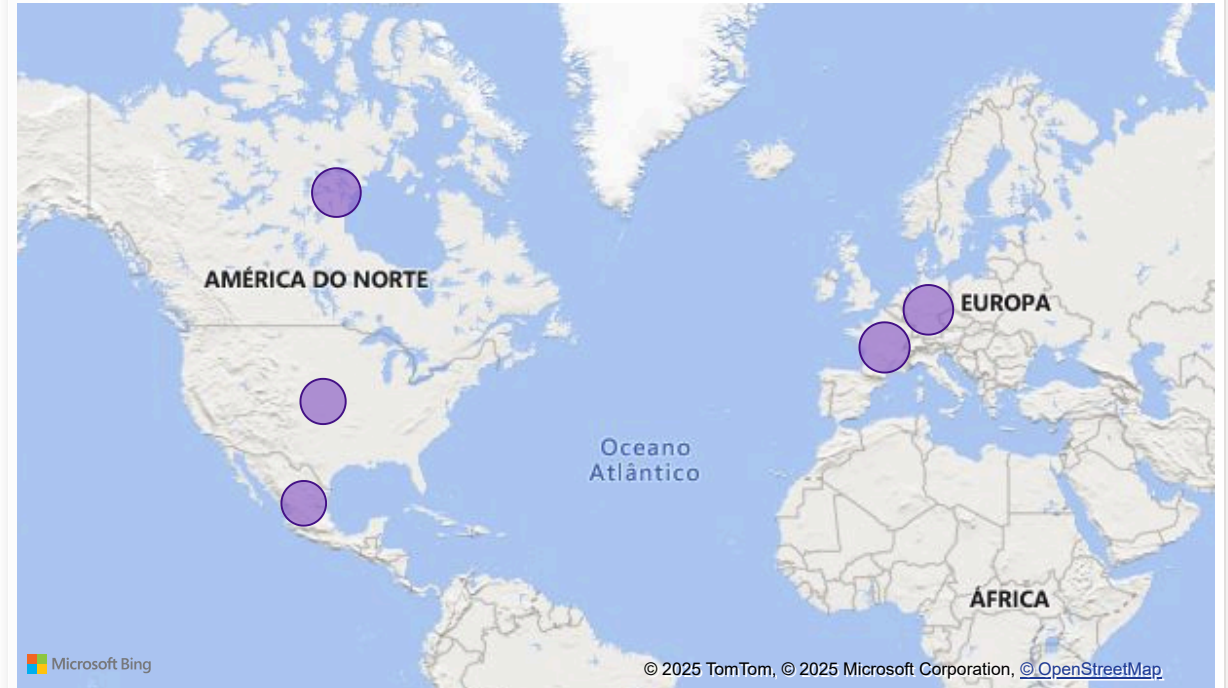 AMÉRICA DO NORTE
EUROPA
Oceano
Atlântico
ÁFRICA
Microsoft Bing
© 2025 TomTom, © 2025 Microsoft Corporation, © OpenStreetMap